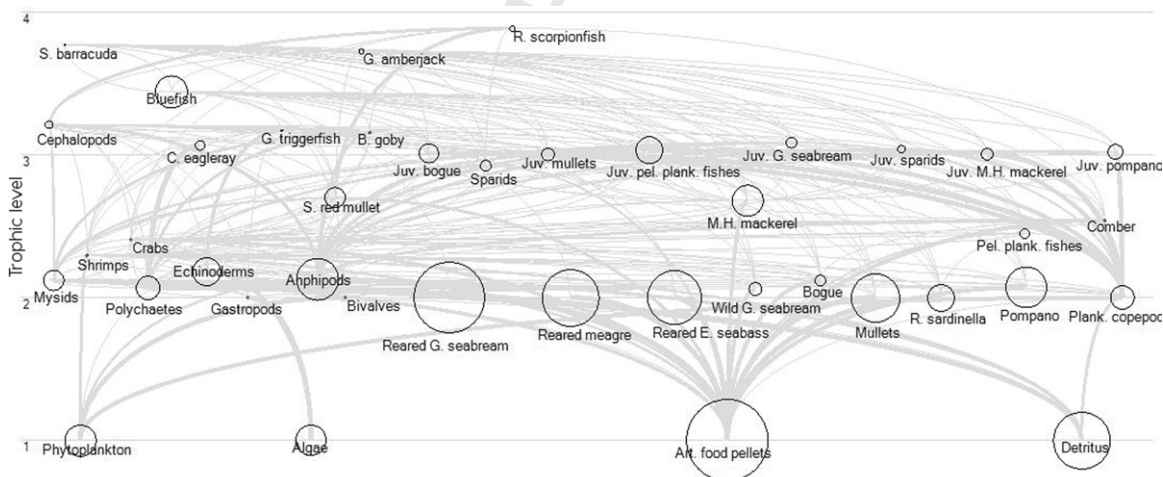 4
R. scorpionfish
S. barracuda
G. amberjack
Bluefish
Cephalopods
G. triggerfish
B. goby
C. eagleray
3
Juv. bogue
Sparids
Juv. mullets
Juv. pel. plank. fishes
Juv. G. seabream
Juv. sparids
Juv. M.H. mackerel
Juv. pompano
S. red mullet
M.H. mackerel
Comber
Pel. plank. fishes
Crabs
Shrimps
Echinoderms
Anphipods
Mysids
Polychaetes
Gastropods
Bivalves
2
Reared G. seabream
Reared meagre
Reared E. seabass
Wild G. seabream
Bogue
Mullets
R. sardinella
Pompano
Plank. copepod
1
Phytoplankton
Algae
Art. food pellets
Detritus
Trophic level